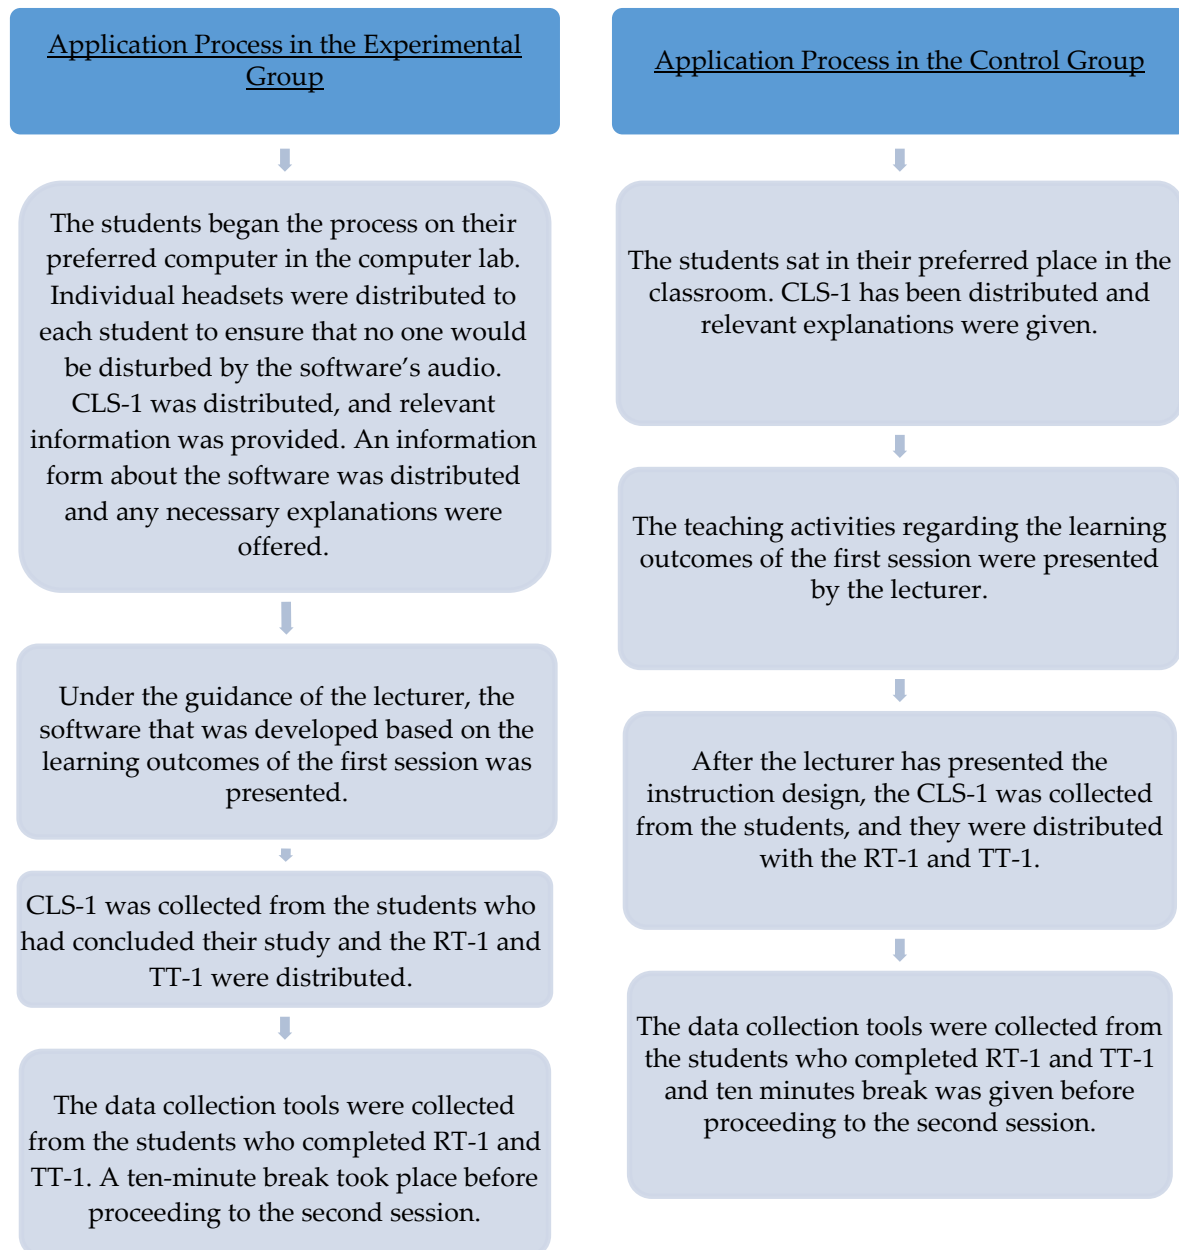 Application Process in the Experimental
Group
The students began the process on their
preferred computer in the computer lab.
Individual headsets were distributed to
each student to ensure that no one would
be disturbed by the software’s audio.
CLS-1 was distributed, and relevant
information was provided. An information
form about the software was distributed
and any necessary explanations were
offered.
Under the guidance of the lecturer, the
software that was developed based on the
learning outcomes of the first session was
presented.
CLS-1 was collected from the students who
had concluded their study and the RT-1 and
TT-1 were distributed.
The data collection tools were collected
from the students who completed RT-1 and
TT-1. A ten-minute break took place before
proceeding to the second session.
Application Process in the Control Group
The students sat in their preferred place in the
classroom. CLS-1 has been distributed and
relevant explanations were given.
The teaching activities regarding the learning
outcomes of the first session were presented
by the lecturer.
After the lecturer has presented the
instruction design, the CLS-1 was collected
from the students, and they were distributed
with the RT-1 and TT-1.
The data collection tools were collected from
the students who completed RT-1 and TT-1
and ten minutes break was given before
proceeding to the second session.